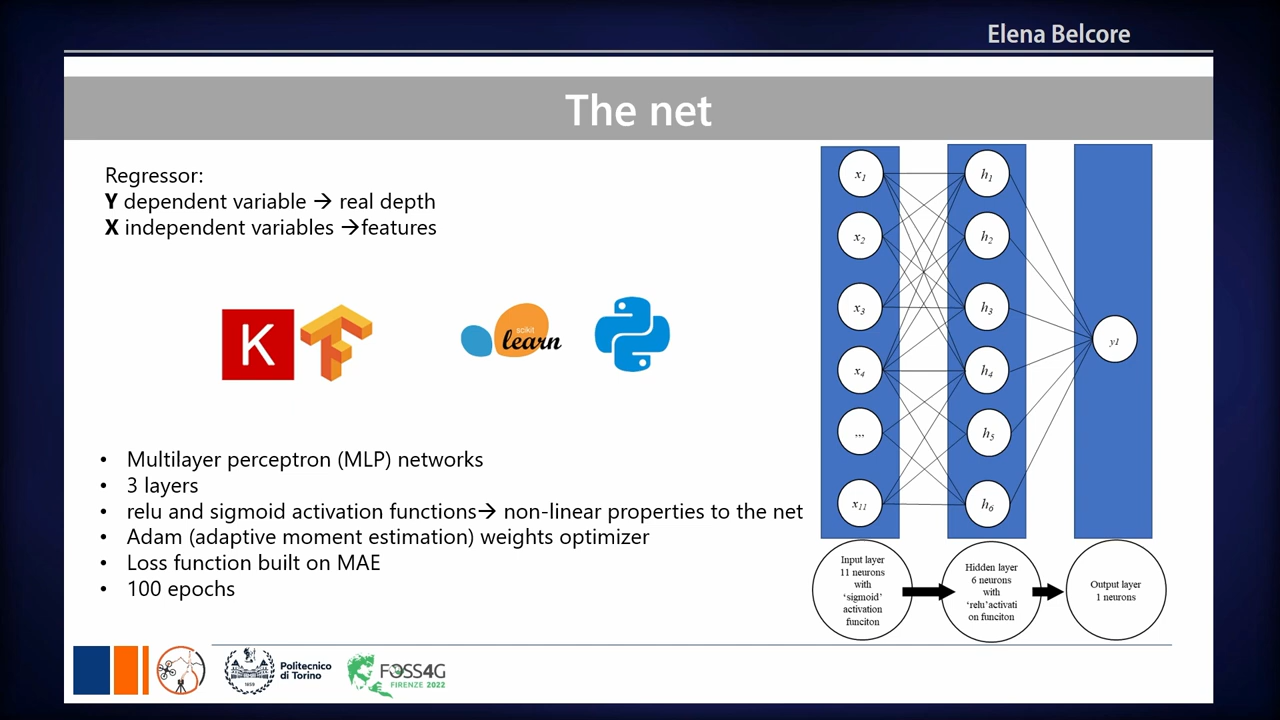 Elena Belcore
The net
Regressor:
Y dependent variable → real depth
X independent variables →features
K
scikit
learn
Multilayer perceptron (MLP) networks
3 layers
relu and sigmoid activation functions→ non-linear properties to the net
Adam (adaptive moment estimation) weights optimizer
Loss function built on MAE
100 epochs
x1
x2
x3
x4
,,,
x11
h1
h2
h3
h4
h5
h6
y1
Input layer
11 neurons
with
‘sigmoid’
activation
funciton
Hidden layer
6 neurons
with
‘relu’activati
on funciton
Output layer
1 neurons
1859
Politecnico
di Torino
FOSS4G
FIRENZE 2022